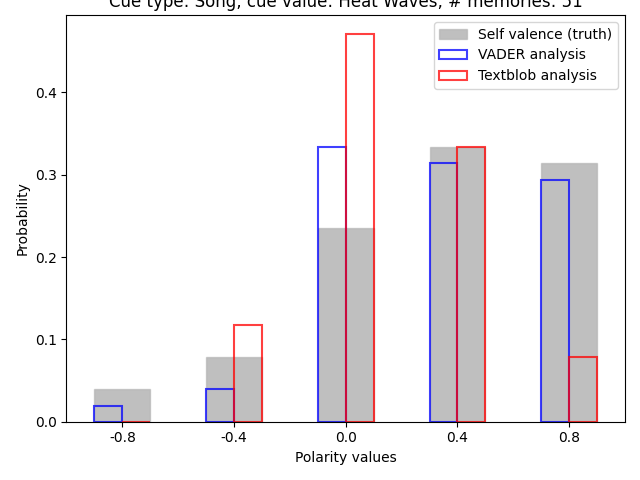 Cue type: Song, cue value: Heat Waves, # memories: 51
Self valence (truth)
VADER analysis
Textblob analysis
Probability
0.4
0.3
0.2
0.1
0.0
-0.8
-0.4
0.0
0.4
0.8
Polarity values